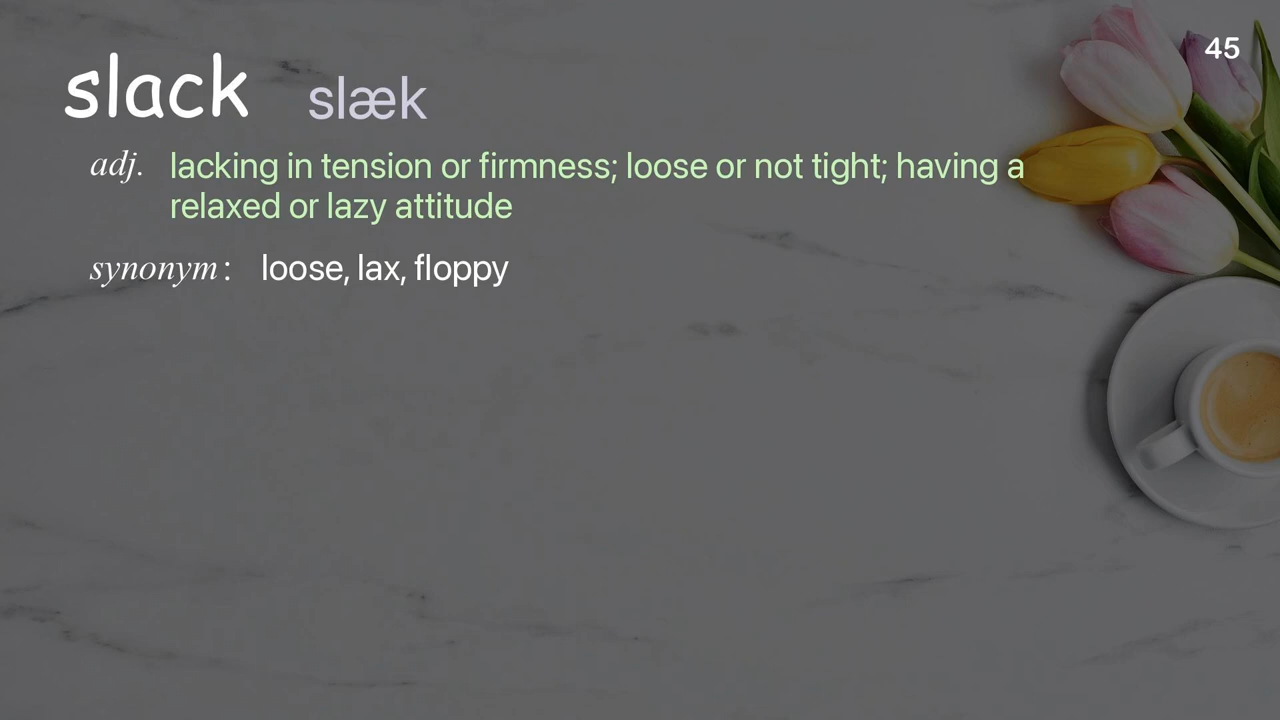 45
slack slæk
adj. lacking in tension or firmness; loose or not tight; having a
relaxed or lazy attitude
synonym: loose, lax, floppy